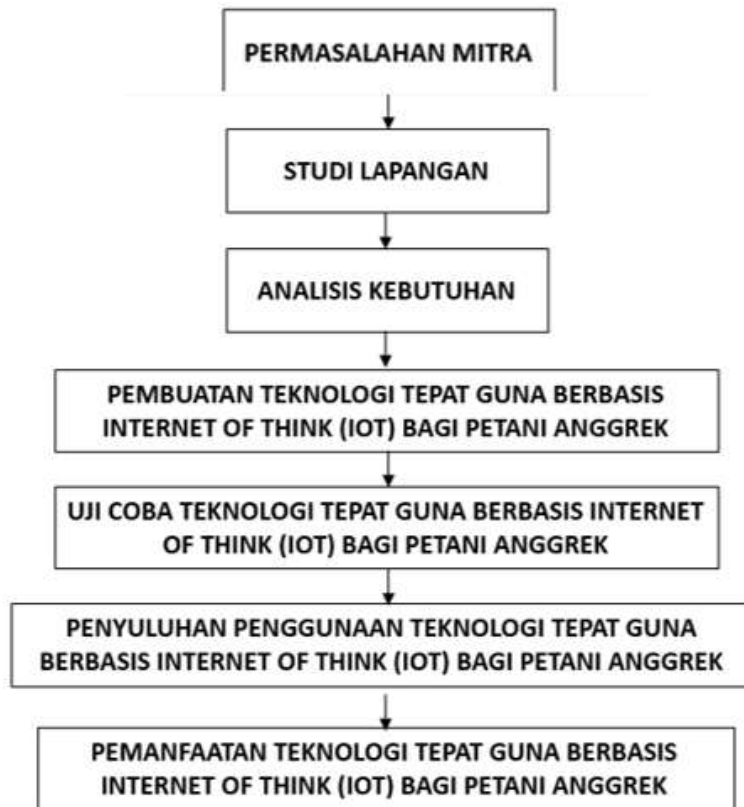 PERMASALAHAN MITRA
STUDI LAPANGAN
ANALISIS KEBUTUHAN
PEMBUATAN TEKNOLOGI TEPAT GUNA BERBASIS
INTERNET OF THINK (IOT) BAGI PETANI ANGGREK
UJI COBA TEKNOLOGI TEPAT GUNA BERBASIS INTERNET
OF THINK (IOT) BAGI PETANI ANGGREK
PENYULUHAN PENGGUNAAN TEKNOLOGI TEPAT GUNA
BERBASIS INTERNET OF THINK (IOT) BAGI PETANI ANGGREK
PEMANFAATAN TEKNOLOGI TEPAT GUNA BERBASIS
INTERNET OF THINK (IOT) BAGI PETANI ANGGREK